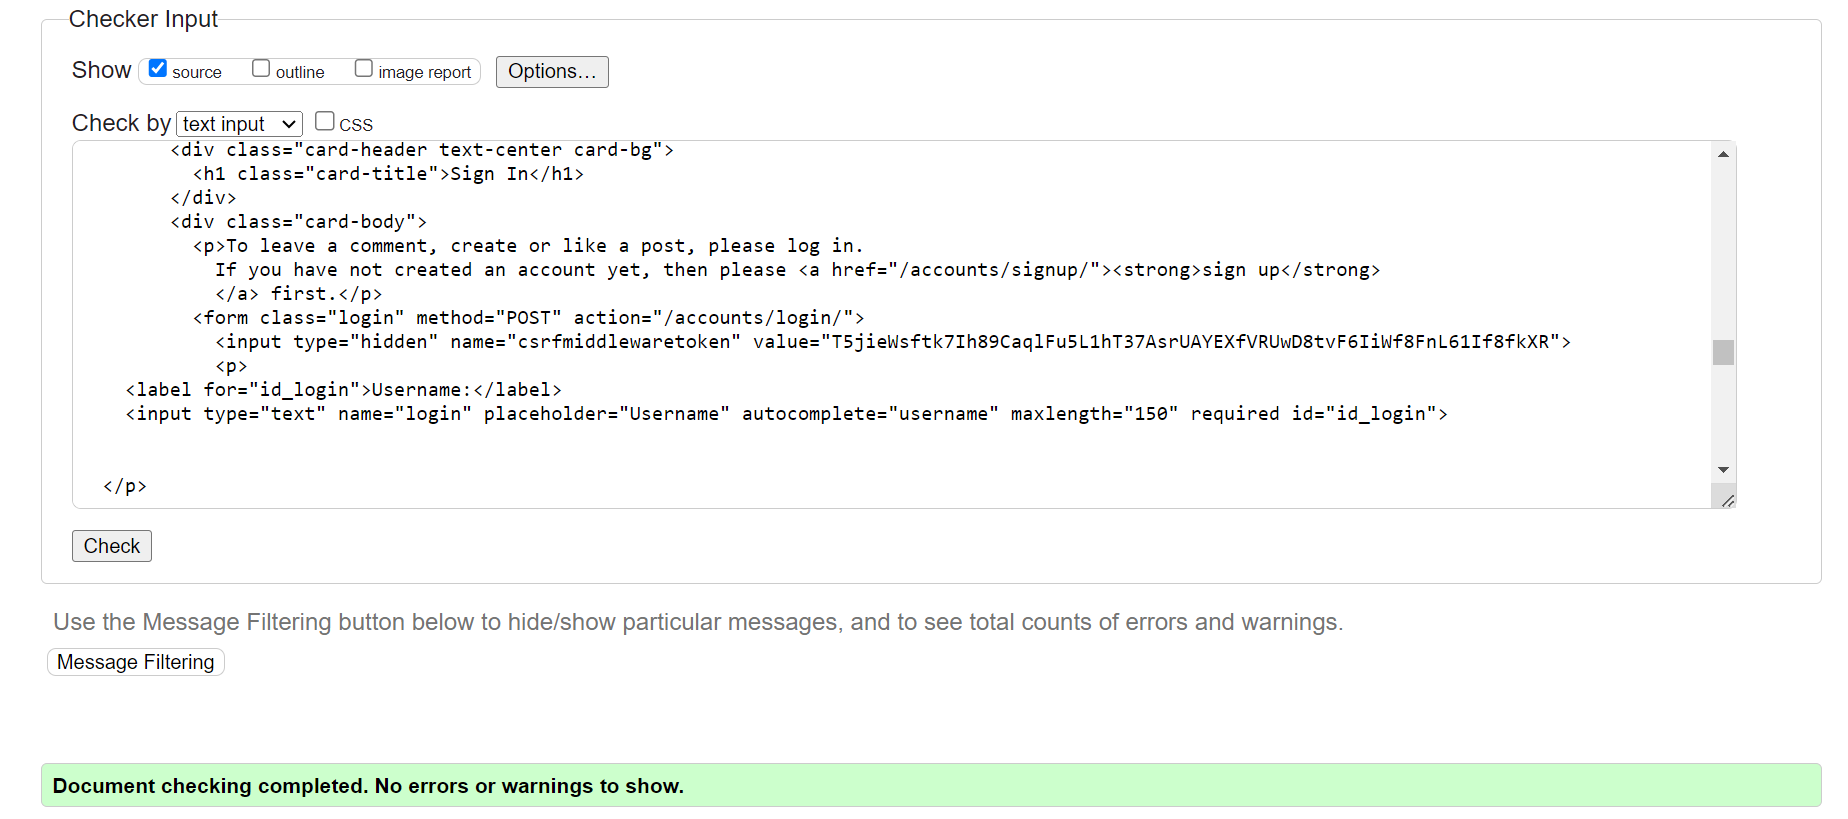 Checker Input
Show source outline image report Options...
Check by text input CSS
<div class="card-header text-center card-bg">
<h1 class="card-title">Sign In</h1>
</div>
<div class="card-body">
<p>To leave a comment, create or like a post, please log in.
If you have not created an account yet, then please <a href="/accounts/signup/"><strong>sign up</strong>
</a> first.</p>
<form class="login" method="POST" action="/accounts/login/">
<input type="hidden" name="csrfmiddlewaretoken" value="T5jieWsftk7Ih89CaqlFu5L1hT37AsrUAYEXfVRUwD8tvF6IiWf8FnL61If8fkXR">
<p>
<label for="id_login">Username:</label>
<input type="text" name="login" placeholder="Username" autocomplete="username" maxlength="150" required id="id_login">
</p>
Check
Use the Message Filtering button below to hide/show particular messages, and to see total counts of errors and warnings.
Message Filtering
Document checking completed. No errors or warnings to show.